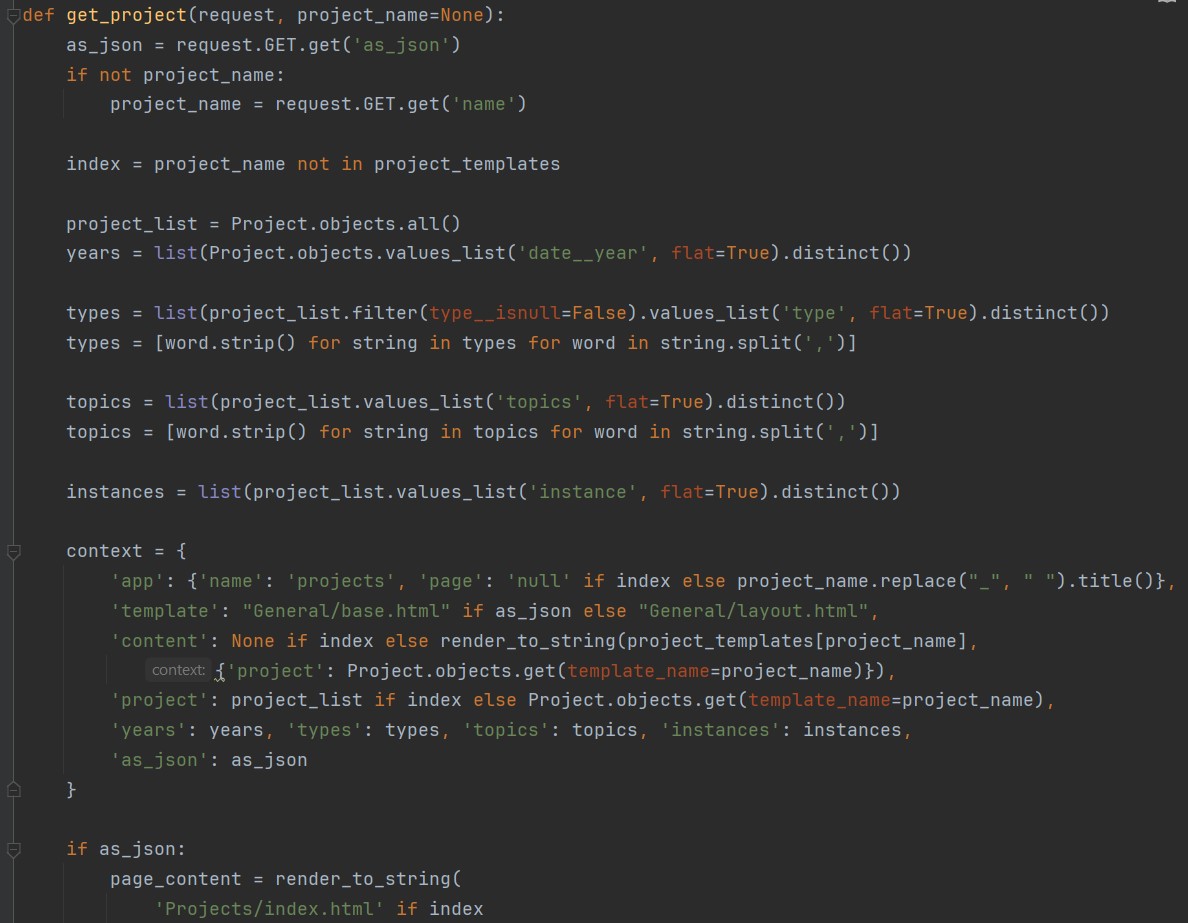 def get_project(request, project_name=None):
    as_json = request.GET.get('as_json')
    if not project_name:
        project_name = request.GET.get('name')
    index = project_name not in project_templates
    project_list = Project.objects.all()
    years = list(Project.objects.values_list('date__year', flat=True).distinct())
    types = list(project_list.filter(type__isnull=False).values_list('type', flat=True).distinct())
    types = [word.strip() for string in types for word in string.split(',')]
    topics = list(project_list.values_list('topics', flat=True).distinct())
    topics = [word.strip() for string in topics for word in string.split(',')]
    instances = list(project_list.values_list('instance', flat=True).distinct())
    context = {
        'app': {'name': 'projects', 'page': 'null' if index else project_name.replace("_", " ").title()},
        'template': "General/base.html" if as_json else "General/layout.html",
        'content': None if index else render_to_string(project_templates[project_name],
            context: {'project': Project.objects.get(template_name=project_name)}),
        'project': project_list if index else Project.objects.get(template_name=project_name),
        'years': years, 'types': types, 'topics': topics, 'instances': instances,
        'as_json': as_json
    }
    if as_json:
        page_content = render_to_string(
            'Projects/index.html' if index